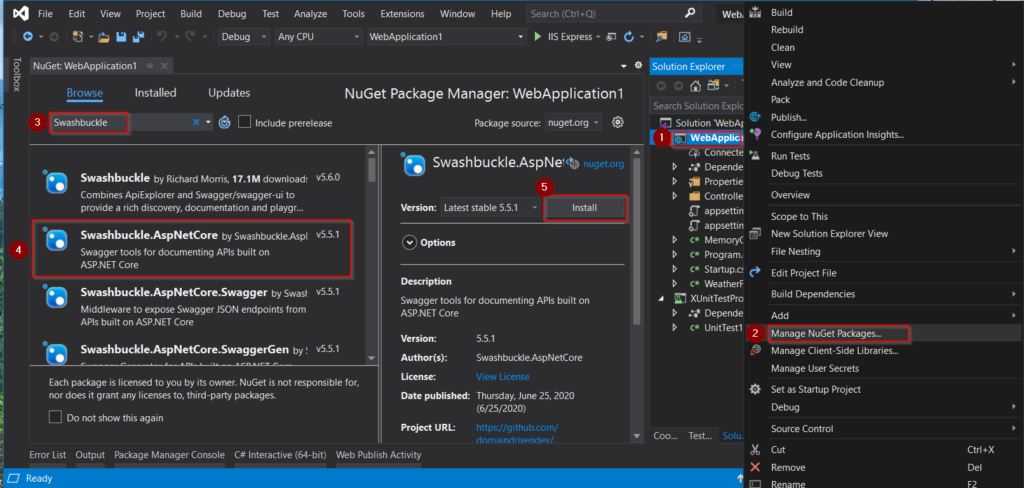 File Edit View Project Build Debug Test Analyze Tools Extensions Window Help Search (Ctrl+Q) WebA
Debug Any CPU WebApplication1 IIS Express
Toolbox
NuGet: WebApplication1
Browse Installed Updates NuGet Package Manager: WebApplication1
3 Swashbuckle Include prerelease Package source: nuget.org
Swashbuckle by Richard Morris, 17.1M downloads v5.6.0
Combines ApiExplorer and Swagger/swagger-ui to
provide a rich discovery, documentation and playgr...
4
Swashbuckle.AspNetCore by Swashbuckle.AspI v5.5.1
Swagger tools for documenting APIs built on
ASP.NET Core
Swashbuckle.AspNetCore.Swagger by Swash v5.5.1
Middleware to expose Swagger JSON endpoints from
APIs built on ASP.NET Core
Swashbuckle.AspNetCore.SwaggerGen by S v5.5.1
Each package is licensed to you by its owner. NuGet is not responsible for,
nor does it grant any licenses to, third-party packages.
Do not show this again
Swashbuckle.AspNe nuget.org
5
Version: Latest stable 5.5.1 Install
Options
Description
Swagger tools for documenting APIs built on
ASP.NET Core
Version: 5.5.1
Author(s): Swashbuckle.AspNetCore
License: View License
Date published: Thursday, June 25, 2020
(6/25/2020)
Project URL: https://github.com/
domaindrivendev/
Solution Explorer
Search Solution Explo
Solution 'WebA
1 WebApplic
Connecte
Depende
Propertie
Controlle
appsettin
appsettin
MemoryC
C# Program.
C# Startup.cs
C# WeatherF
XUnitTestPro
Depende
C# UnitTest1
Coo... Test... Solu...
Build
Rebuild
Clean
View
Analyze and Code Cleanup
Pack
Publish...
Configure Application Insights...
Run Tests
Debug Tests
Overview
Scope to This
New Solution Explorer View
File Nesting
Edit Project File
Build Dependencies
Add
2 Manage NuGet Packages...
Manage Client-Side Libraries...
Manage User Secrets
Set as Startup Project
Debug
Source Control
Cut Ctrl+X
Remove Del
Rename F2
Error List Output Package Manager Console C# Interactive (64-bit) Web Publish Activity
Ready